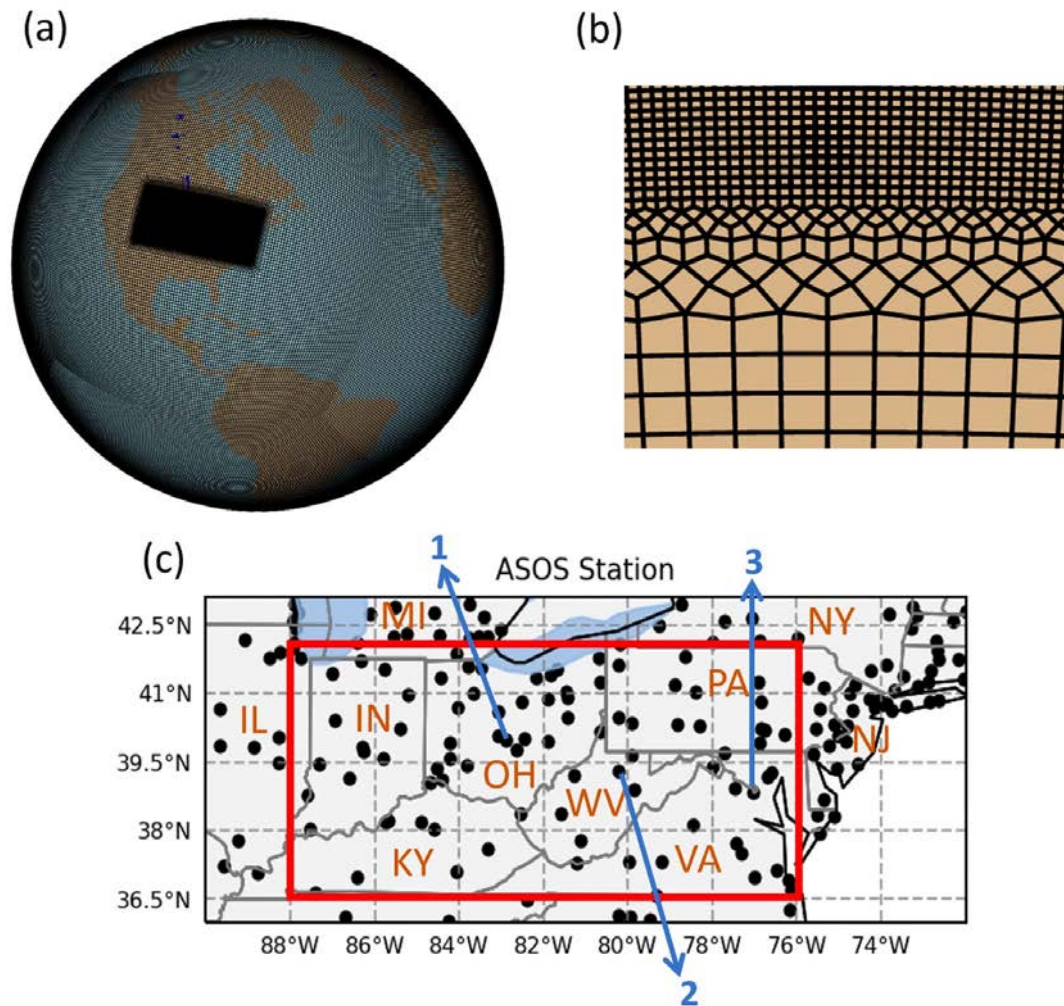 (a)
(b)
(c)
1
3
ASOS Station
42.5°N
MI
NY
41°N
PA
IL
IN
NJ
39.5°N
OH
WV
38°N
KY
VA
36.5°N
88°W 86°W 84°W 82°W 80°W 78°W 76°W 74°W
2